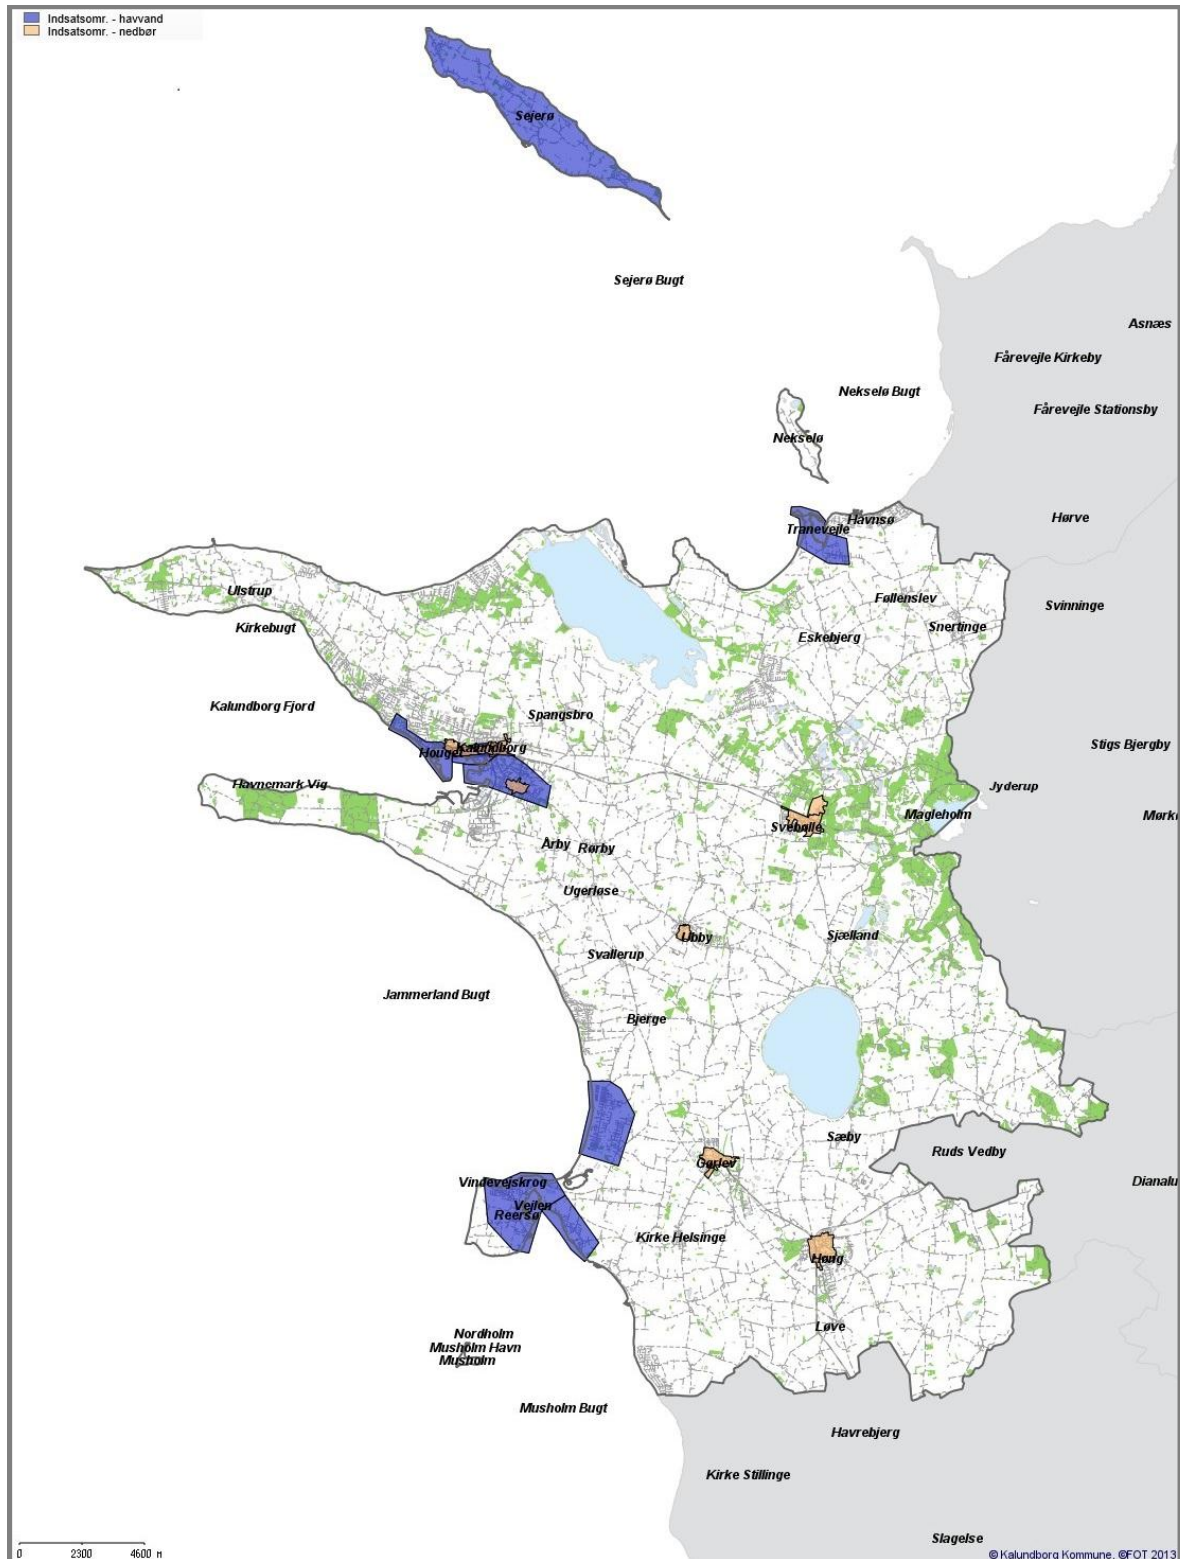 Indsatsomr. - havvand
Indsatsomr. - nedbør
Sejerø
Sejerø Bugt
Asnæs
Fårevejle Kirkeby
Nekselø Bugt
Fårevejle Stationsby
Nekselø
Hørve
Havnsø
Tranevejle
Ulstrup
Føllenslev
Svinninge
Kirkebugt
Eskebjerg
Snertinge
Kalundborg Fjord
Spangsbro
Stigs Bjergby
Houget
Kalundborg
Havnemark Vig
Jyderup
Magleholm
Mørk
Svebølle
Årby
Rørby
Ugerløse
Ubby
Sjælland
Svallerup
Jammerland Bugt
Bjerge
Sæby
Ruds Vedby
Gørlev
Vindevejskrog
Dianalu
Vejlen
Reersø
Kirke Helsinge
Høng
Løve
Nordholm
Musholm Havn
Musholm
Musholm Bugt
Havrebjerg
Kirke Stillinge
Slagelse
0 2300 4600 M
© Kalundborg Kommune, ©FOT 2013